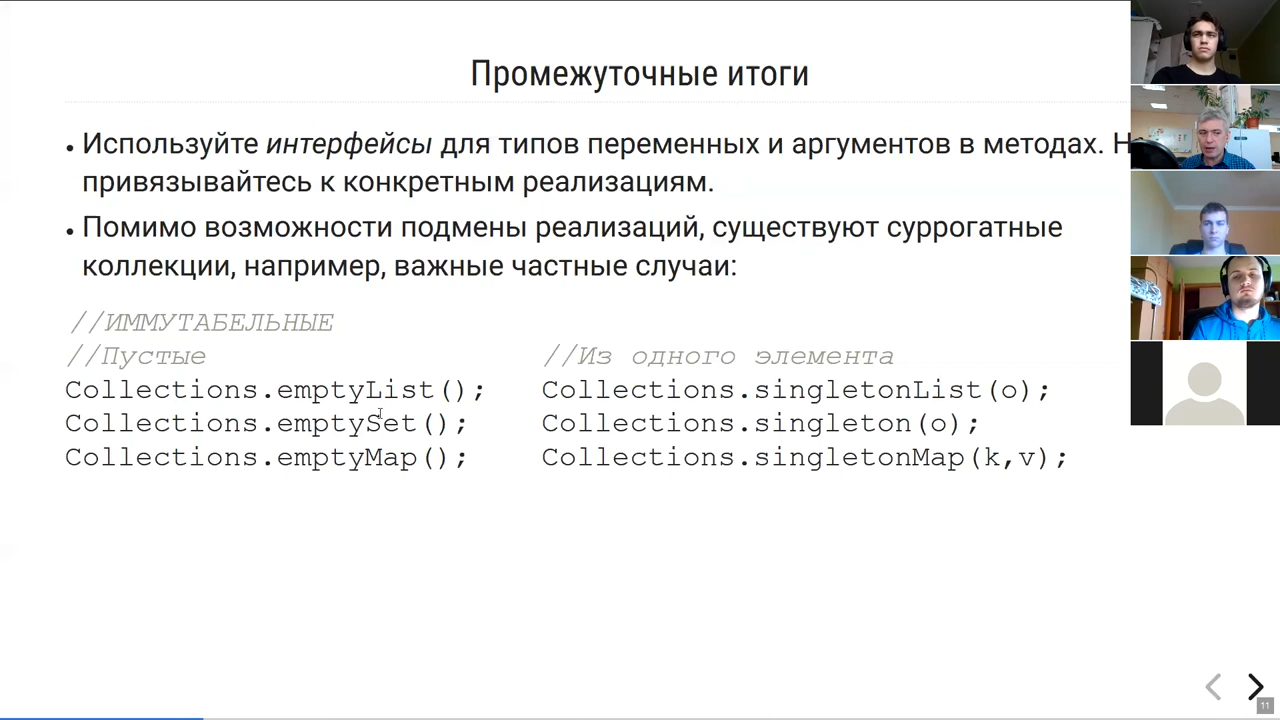 Промежуточные итоги
• Используйте интерфейсы для типов переменных и аргументов в методах.
привязывайтесь к конкретным реализациям.
• Помимо возможности подмены реализаций, существуют суррогатные
коллекции, например, важные частные случаи:
//ИММУТАБЕЛЬНЫЕ
//Пустые //Из одного элемента
Collections.emptyList(); Collections.singletonList(o);
Collections.emptySet(); Collections.singleton(o);
Collections.emptyMap(); Collections.singletonMap(k,v);
11